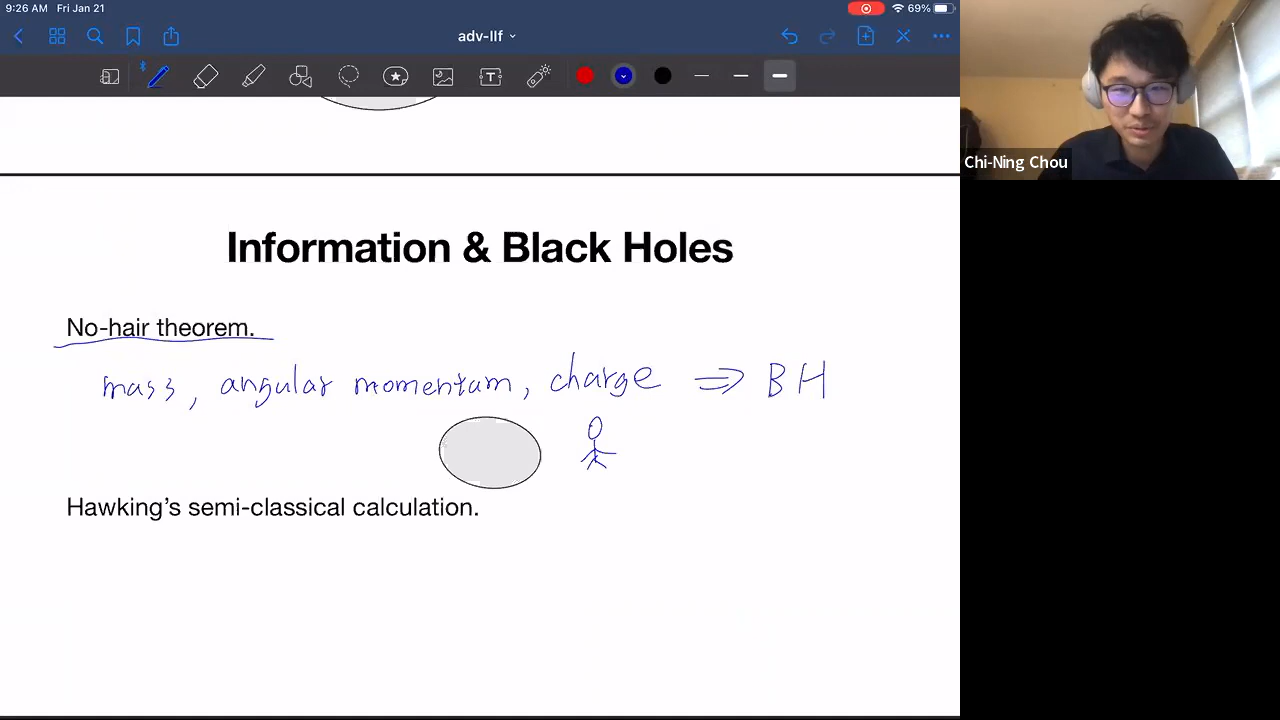 9:26 AM Fri Jan 21
69%
adv-llf
Chi-Ning Chou
Information & Black Holes
No-hair theorem.
mass, angular momentum, charge ⇒ BH
Hawking's semi-classical calculation.